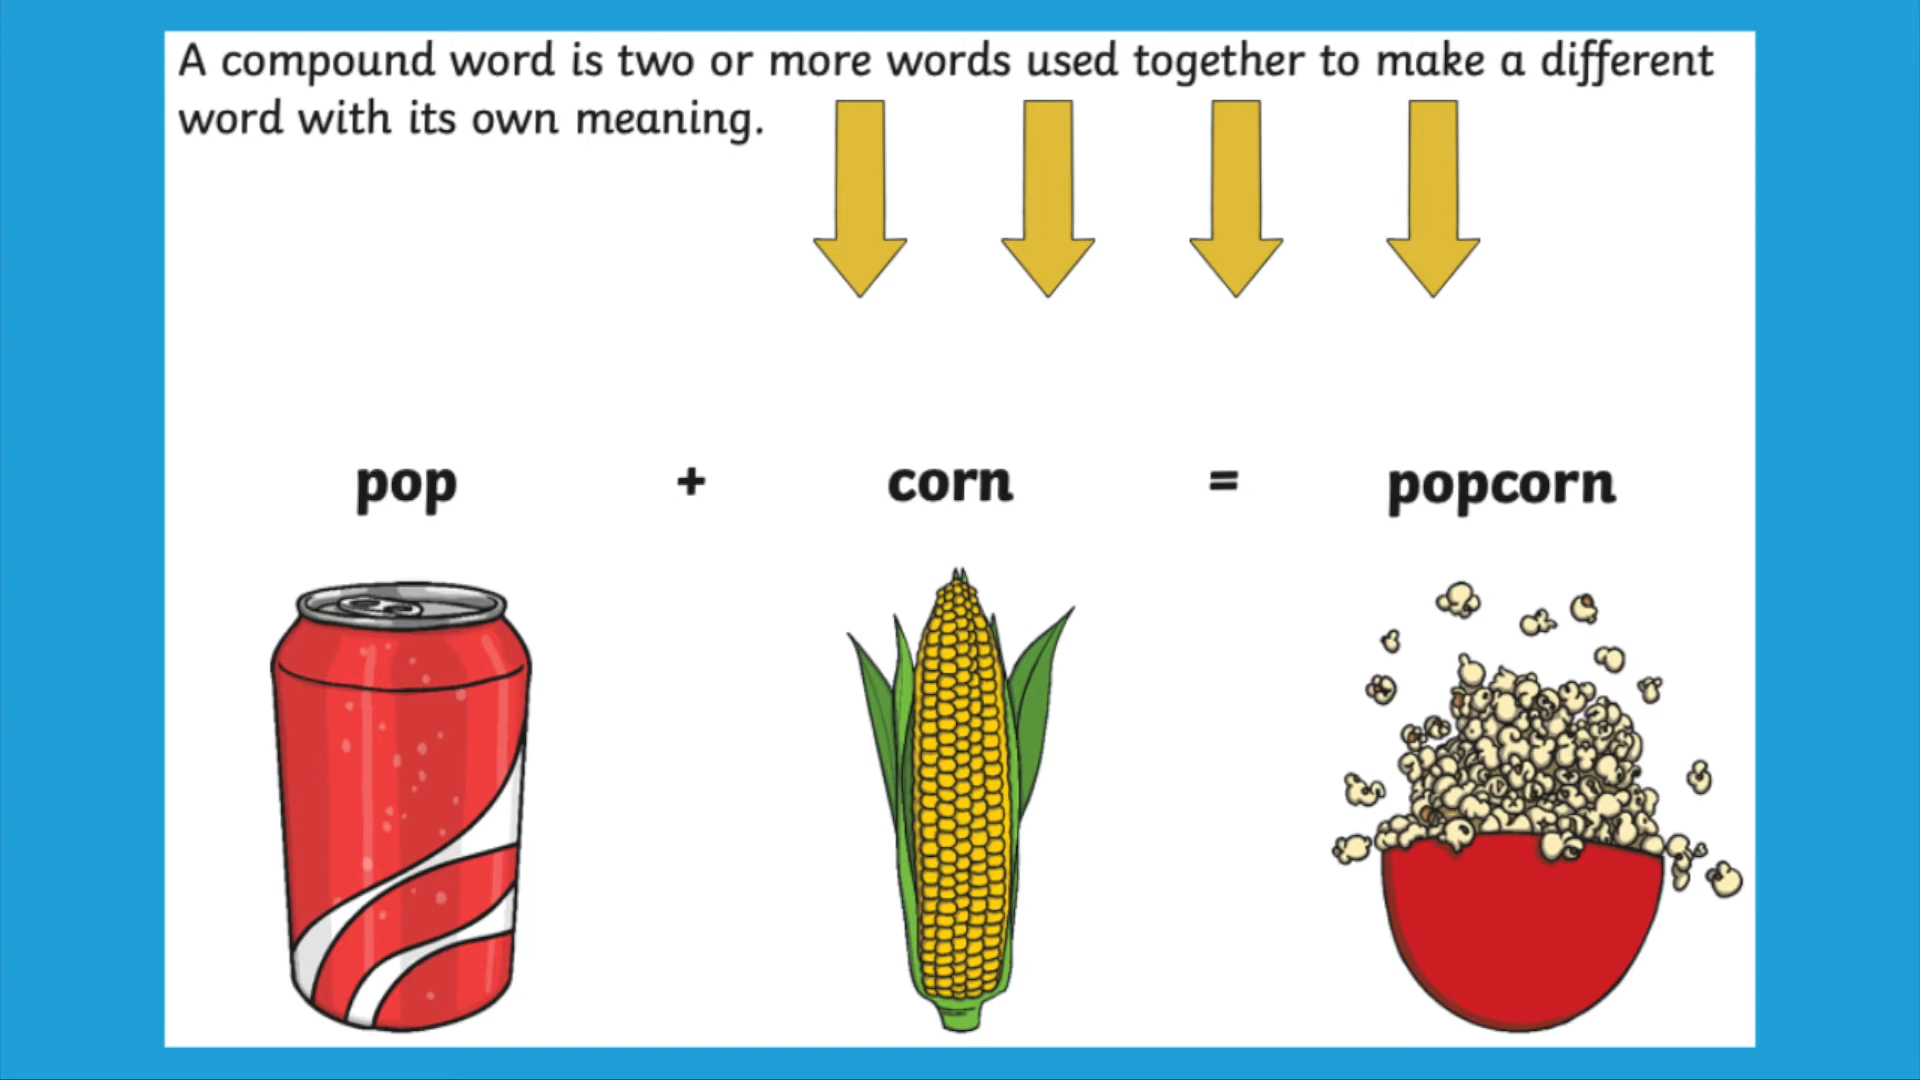 A compound word is two or more words used together to make a different
word with its own meaning.
pop + corn = popcorn